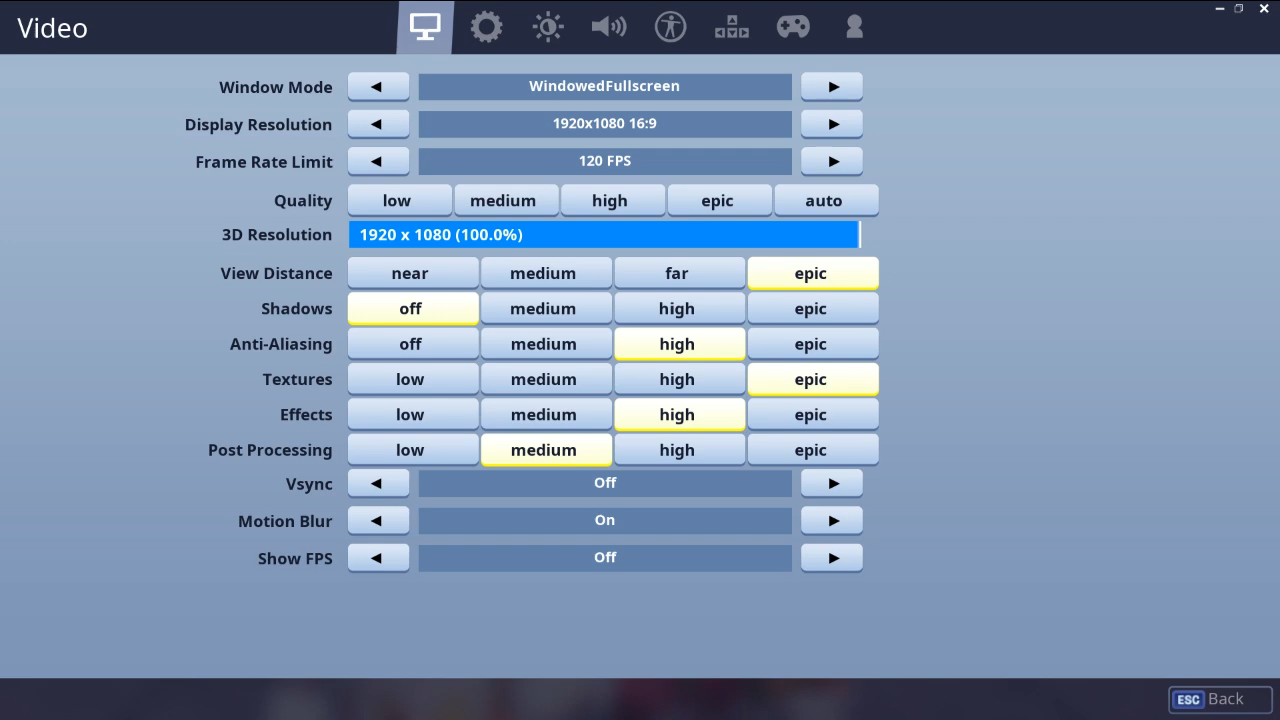 Video
Window Mode ◄ WindowedFullscreen ►
Display Resolution ◄ 1920x1080 16:9 ►
Frame Rate Limit ◄ 120 FPS ►
Quality low medium high epic auto
3D Resolution 1920 x 1080 (100.0%)
View Distance near medium far epic
Shadows off medium high epic
Anti-Aliasing off medium high epic
Textures low medium high epic
Effects low medium high epic
Post Processing low medium high epic
Vsync ◄ Off ►
Motion Blur ◄ On ►
Show FPS ◄ Off ►
ESC Back